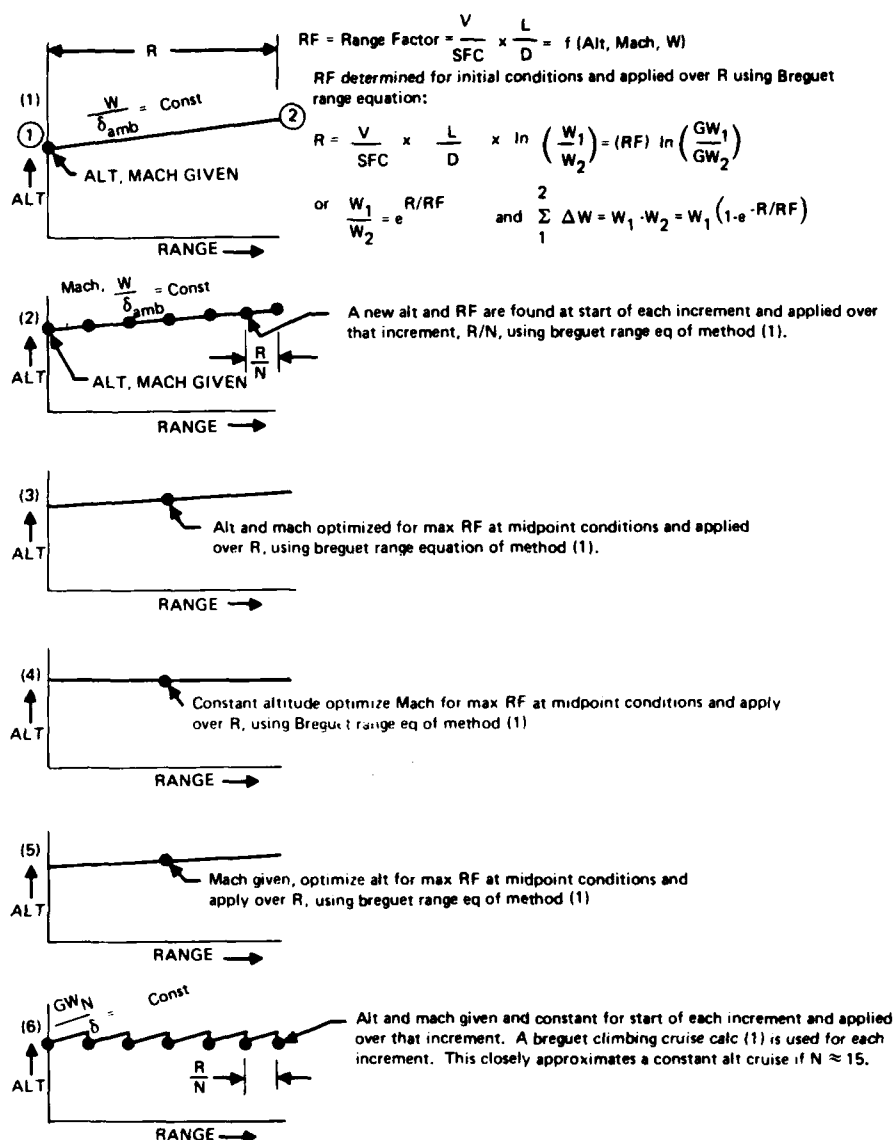 RF = Range Factor = V/SFC x L/D = f (Alt, Mach, W)
RF determined for initial conditions and applied over R using Breguet
range equation:
R = V/SFC x L/D x ln (W1/W2) = (RF) ln (GW1/GW2)
or W1/W2 = e^R/RF and 2 Σ 1 ΔW = W1 - W2 = W1 (1-e^-R/RF)
R
(1)
W/δamb = Const
1
2
ALT, MACH GIVEN
ALT
RANGE
Mach, W/δamb = Const
(2)
A new alt and RF are found at start of each increment and applied over
that increment, R/N, using breguet range eq of method (1).
R/N
ALT
ALT, MACH GIVEN
RANGE
(3)
ALT
Alt and mach optimized for max RF at midpoint conditions and applied
over R, using breguet range equation of method (1).
RANGE
(4)
ALT
Constant altitude optimize Mach for max RF at midpoint conditions and apply
over R, using Breguet range eq of method (1)
RANGE
(5)
ALT
Mach given, optimize alt for max RF at midpoint conditions and
apply over R, using breguet range eq of method (1)
RANGE
GWN/δ = Const
(6)
ALT
Alt and mach given and constant for start of each increment and applied
over that increment. A breguet climbing cruise calc (1) is used for each
increment. This closely approximates a constant alt cruise if N ≈ 15.
R/N
RANGE